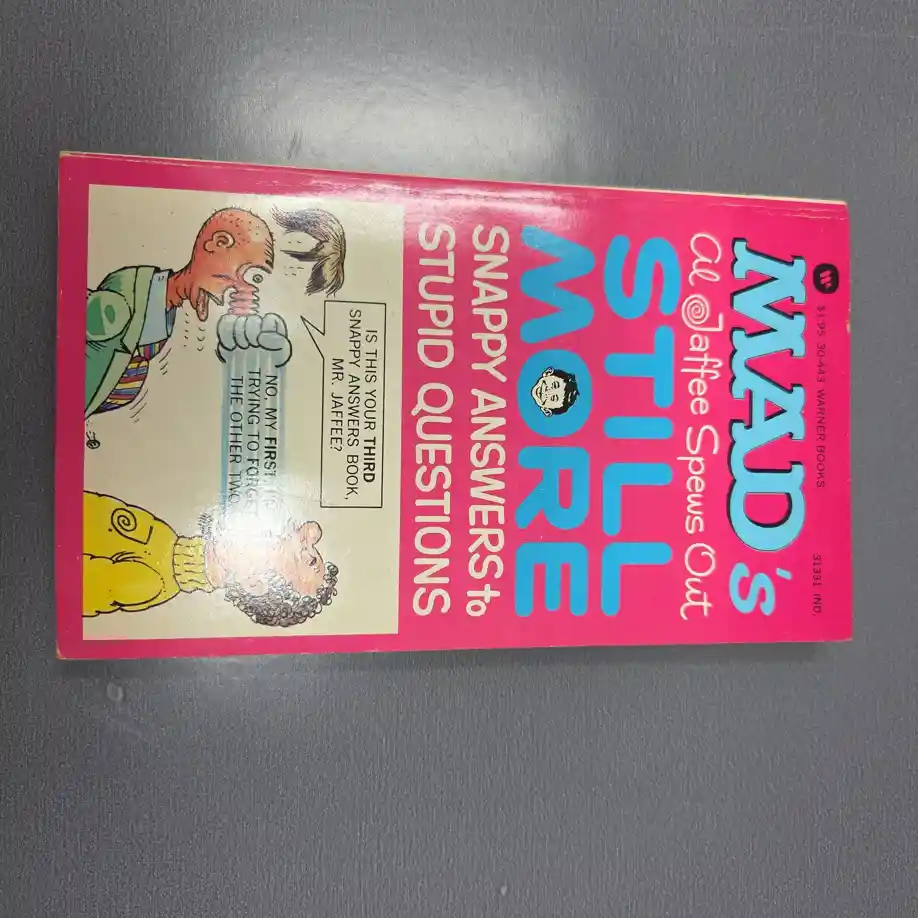 $1.95 30-443 WARNER BOOKS 31331 IND.
MAD's
Al Jaffee Spews Out
STILL
MORE
SNAPPY ANSWERS to
STUPID QUESTIONS
IS THIS YOUR THIRD
SNAPPY ANSWERS BOOK,
MR. JAFFEE?
NO, MY FIRST
TRYING TO FORGET
THE OTHER TWO